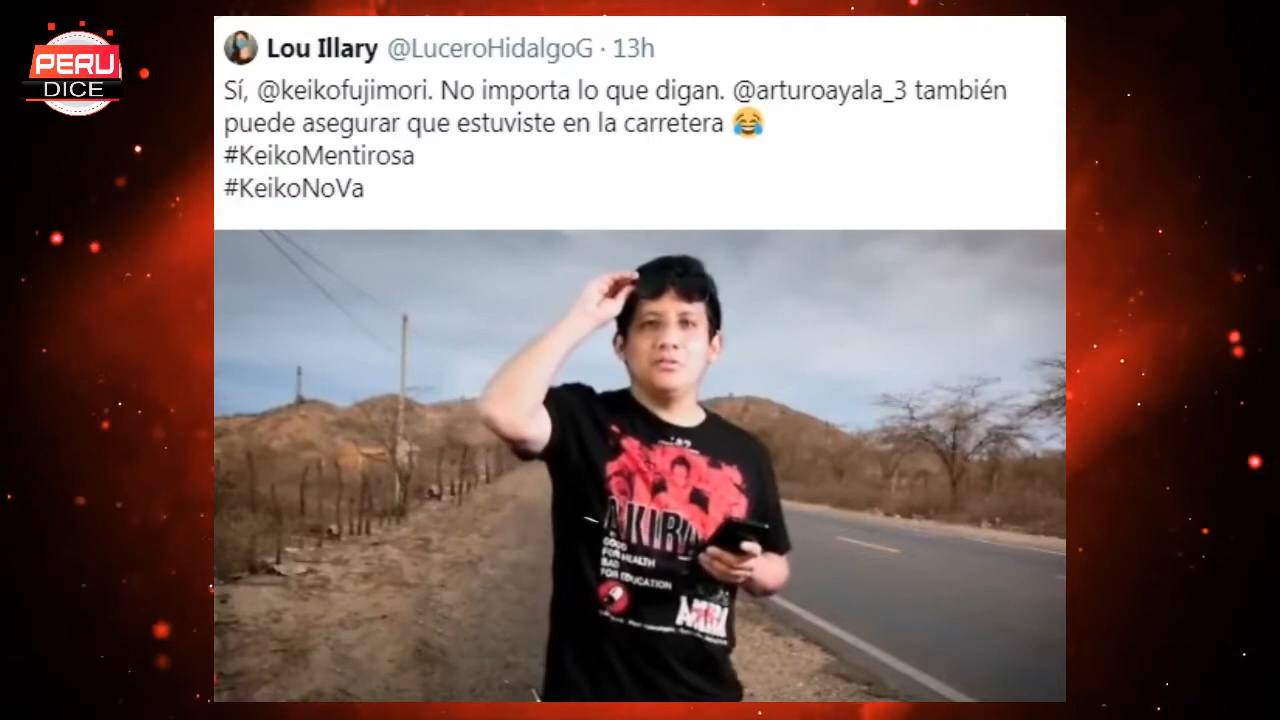 PERU
DICE
Lou Illary @LuceroHidalgoG · 13h
Sí, @keikofujimori. No importa lo que digan. @arturoayala_3 también
puede asegurar que estuviste en la carretera 😂
#KeikoMentirosa
#KeikoNoVa
AKIRA
GOOD
FOR HEALTH
BAD
FOR EDUCATION
AKIRA